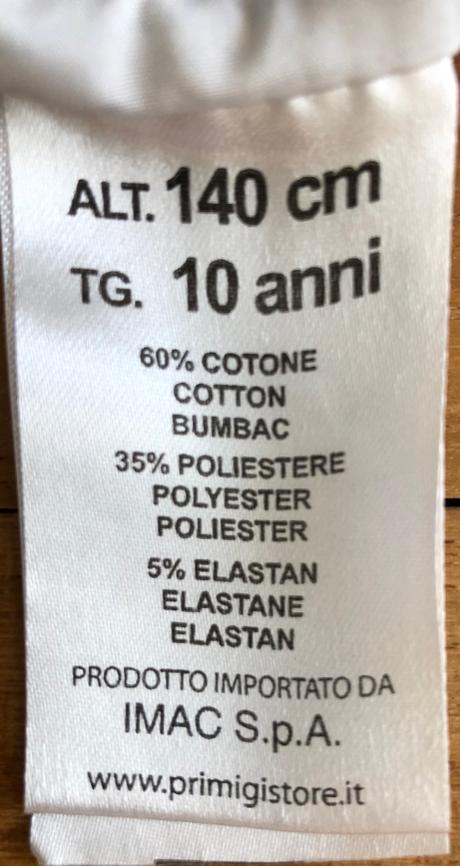 ALT. 140 cm
TG. 10 anni
60% COTONE
COTTON
BUMBAC
35% POLIESTERE
POLYESTER
POLIESTER
5% ELASTAN
ELASTANE
ELASTAN
PRODOTTO IMPORTATO DA
IMAC S.p.A.
www.primigistore.it